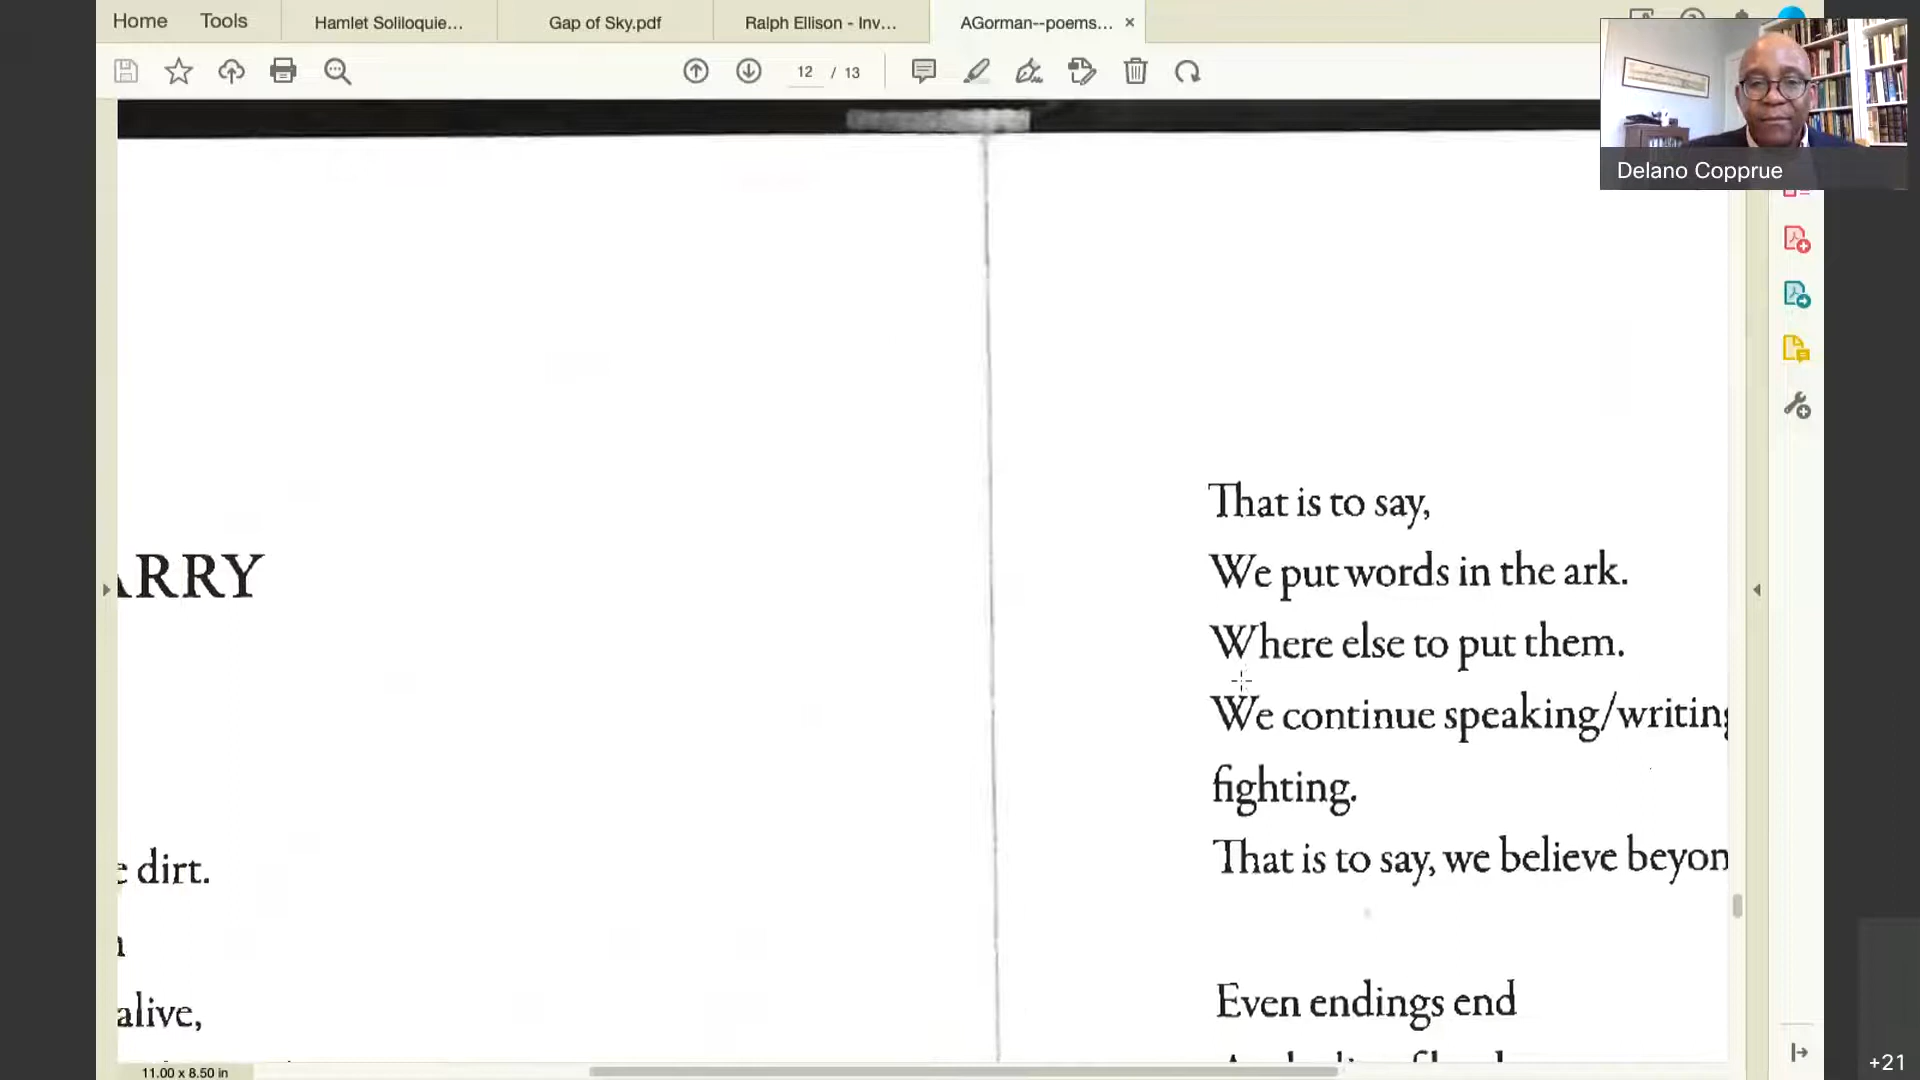 Home Tools Hamlet Soliloquie... Gap of Sky.pdf Ralph Ellison - Inv... AGorman--poems... ×
12 / 13
Delano Copprue
ARRY
e dirt.
alive,
That is to say,
We put words in the ark.
Where else to put them.
We continue speaking/writing
fighting.
That is to say, we believe beyon
Even endings end
11.00 x 8.50 in
+21